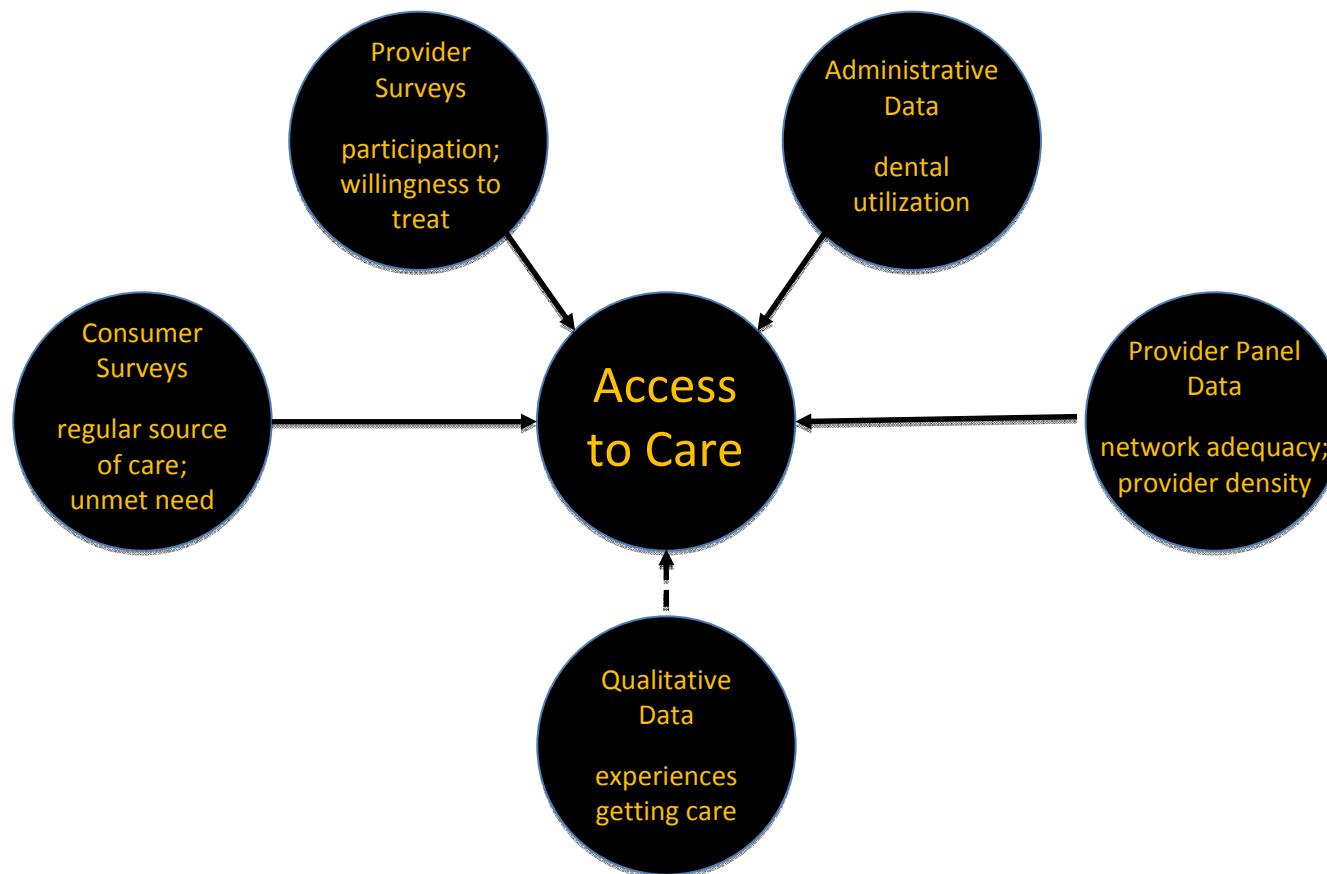 Provider
Surveys
participation;
willingness to
treat
Administrative
Data
dental
utilization
Consumer
Surveys
regular source
of care;
unmet need
Access
to Care
Provider Panel
Data
network adequacy;
provider density
Qualitative
Data
experiences
getting care